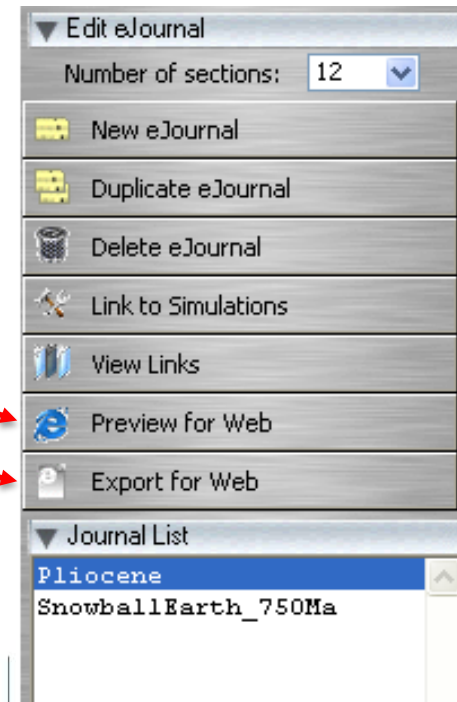 Edit eJournal
Number of sections: 12
New eJournal
Duplicate eJournal
Delete eJournal
Link to Simulations
View Links
Preview for Web
Export for Web
Journal List
Pliocene
SnowballEarth_750Ma